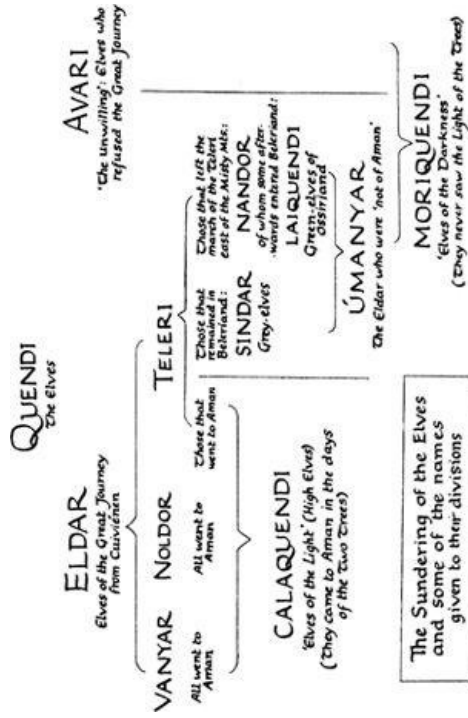 QUENDI
The Elves
ELDAR
Elves of the Great Journey
from Cuiviénen
AVARI
'The Unwilling': Elves who
refused the Great Journey
VANYAR
All went to
Aman
NOLDOR
All went to
Aman
TELERI
Those that
went to Aman
Those that
remained in
Beleriand:
SINDAR
Grey-elves
Those that left the
march of the Teleri
east of the Misty Mts.:
NANDOR
of whom some after-
wards entered Beleriand:
LAIQUENDI
Green-elves of
Ossiriand
CALAQUENDI
'Elves of the Light' (High Elves)
(They came to Aman in the days
of the Two Trees)
ÚMANYAR
The Eldar who were 'not of Aman'
MORIQUENDI
'Elves of the Darkness'
(They never saw the Light of the Trees)
The Sundering of the Elves
and some of the names
given to their divisions